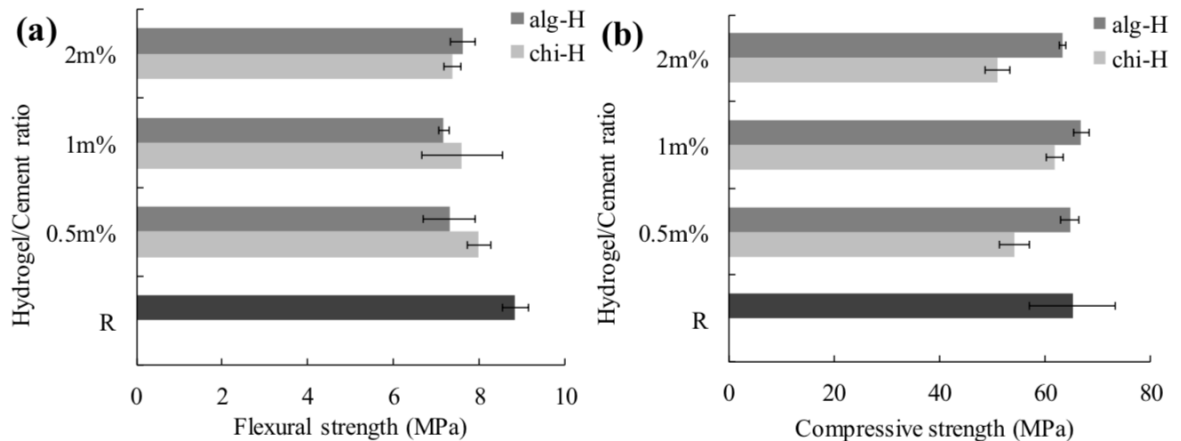 (a)
alg-H
chi-H
Hydrogel/Cement ratio
2m%
1m%
0.5m%
R
0 2 4 6 8 10
Flexural strength (MPa)
(b)
alg-H
chi-H
Hydrogel/Cement ratio
2m%
1m%
0.5m%
R
0 20 40 60 80
Compressive strength (MPa)